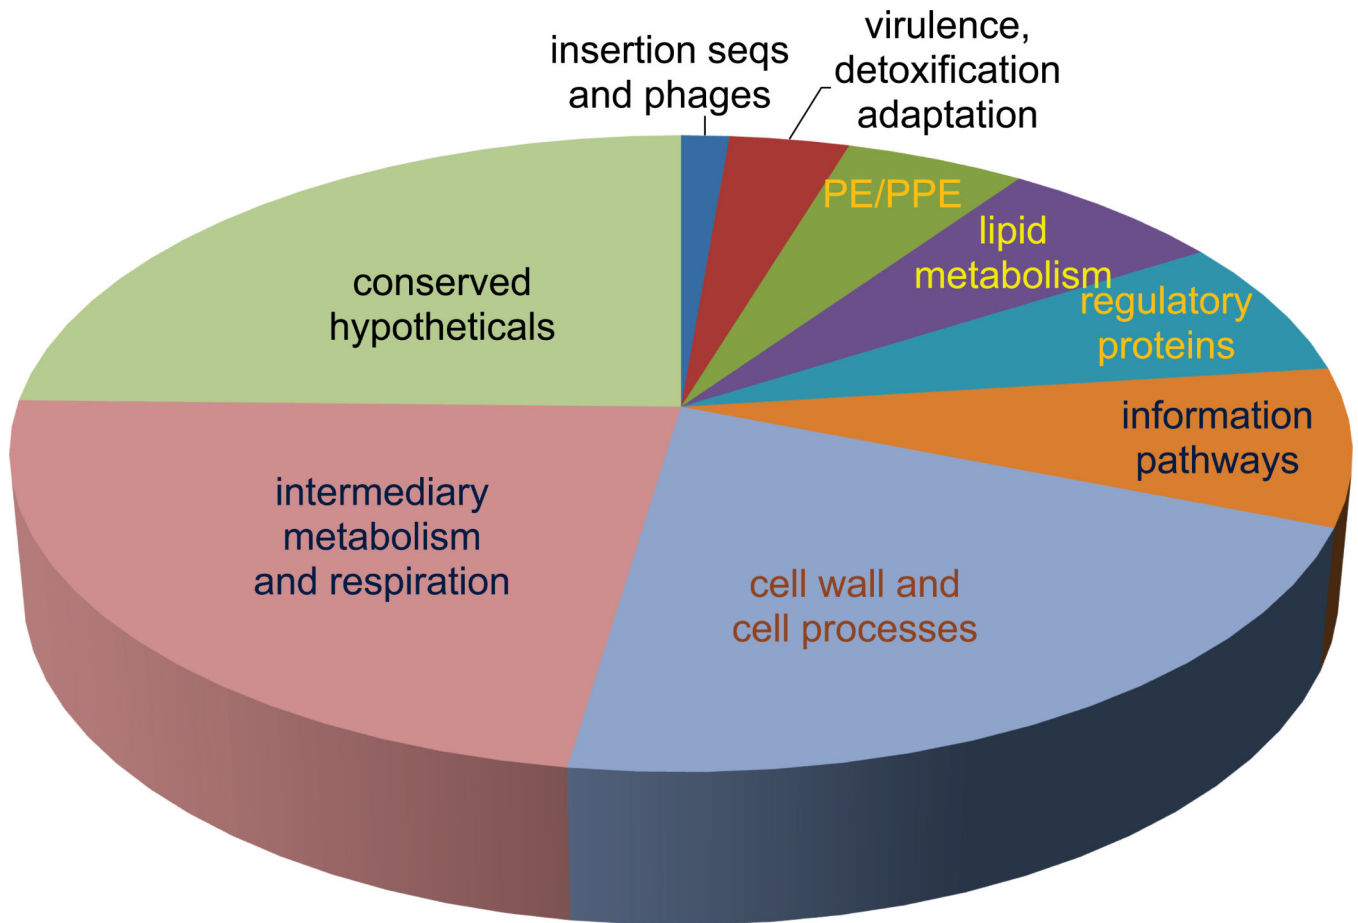 insertion seqs
and phages
virulence,
detoxification
adaptation
PE/PPE
lipid
metabolism
regulatory
proteins
information
pathways
cell wall and
cell processes
intermediary
metabolism
and respiration
conserved
hypotheticals